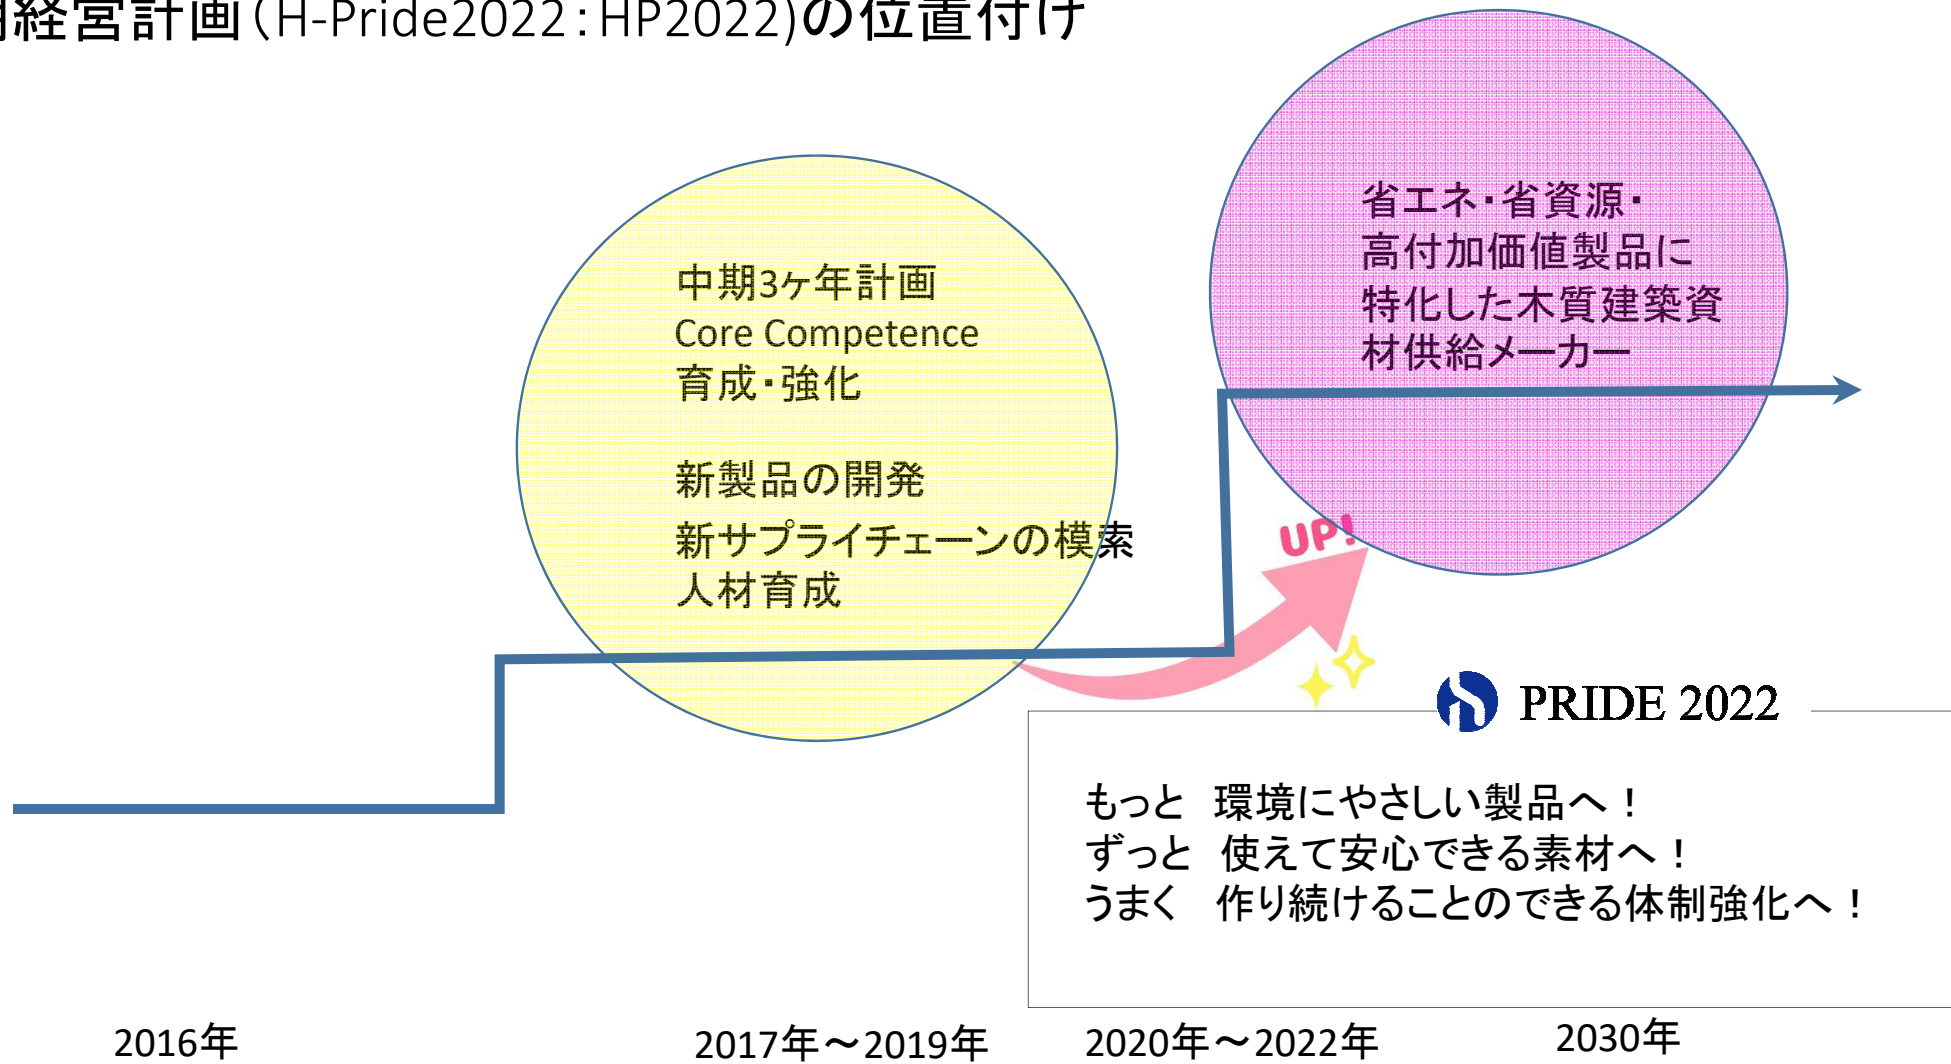 経営計画（H-Pride2022：HP2022)の位置付け
省エネ・省資源・
高付加価値製品に
特化した木質建築資
材供給メーカー
中期3ヶ年計画
Core Competence
育成・強化
新製品の開発
新サプライチェーンの模索
人材育成
UP!
PRIDE 2022
もっと　環境にやさしい製品へ！
ずっと　使えて安心できる素材へ！
うまく　作り続けることのできる体制強化へ！
2016年
2017年～2019年
2020年～2022年
2030年